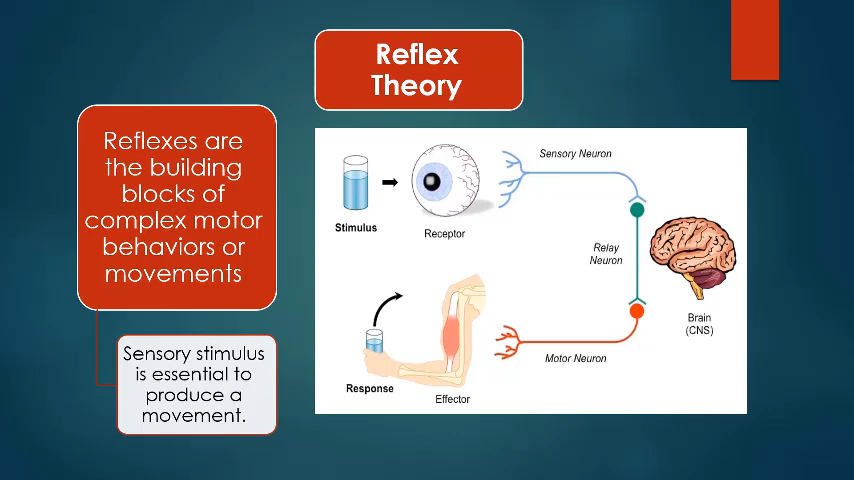 Reflex
Theory
Reflexes are
the building
blocks of
complex motor
behaviors or
movements
Sensory stimulus
is essential to
produce a
movement.
Sensory Neuron
Stimulus
Receptor
Relay
Neuron
Brain
(CNS)
Motor Neuron
Response
Effector